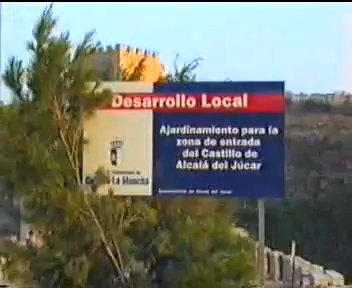 Desarrollo Local
Ajardinamiento para la
zona de entrada
del Castillo de
Alcalá del Júcar
Castilla-La Mancha